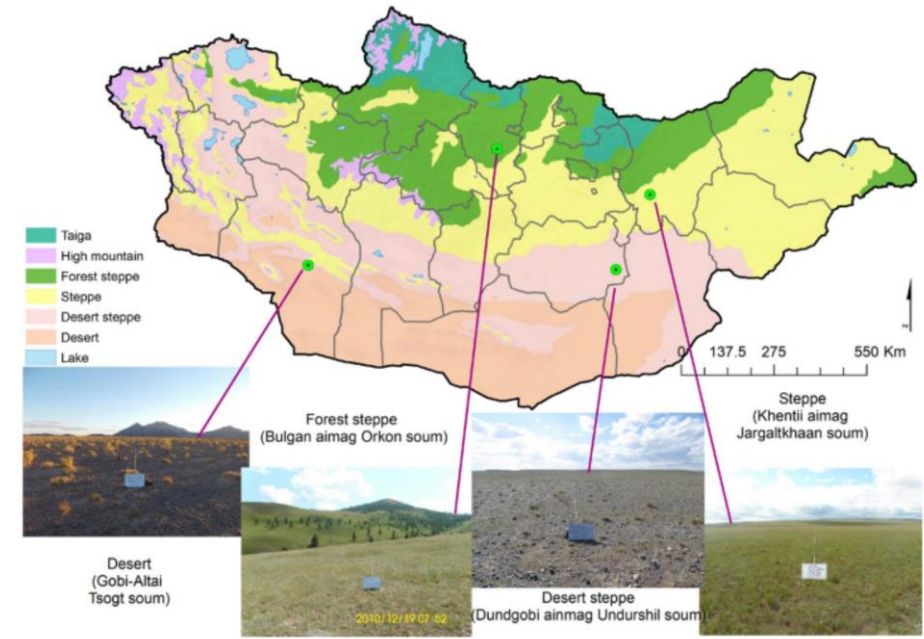 Taiga
High mountain
Forest steppe
Steppe
Desert steppe
Desert
Lake
0 137.5 275 550 Km
Forest steppe
(Bulgan aimag Orkon soum)
Steppe
(Khentii aimag
Jargaltkhaan soum)
Desert
(Gobi-Altai
Tsogt soum)
2010/12/19 07:52
Desert steppe
(Dundgobi ainmag Undurshil soum)